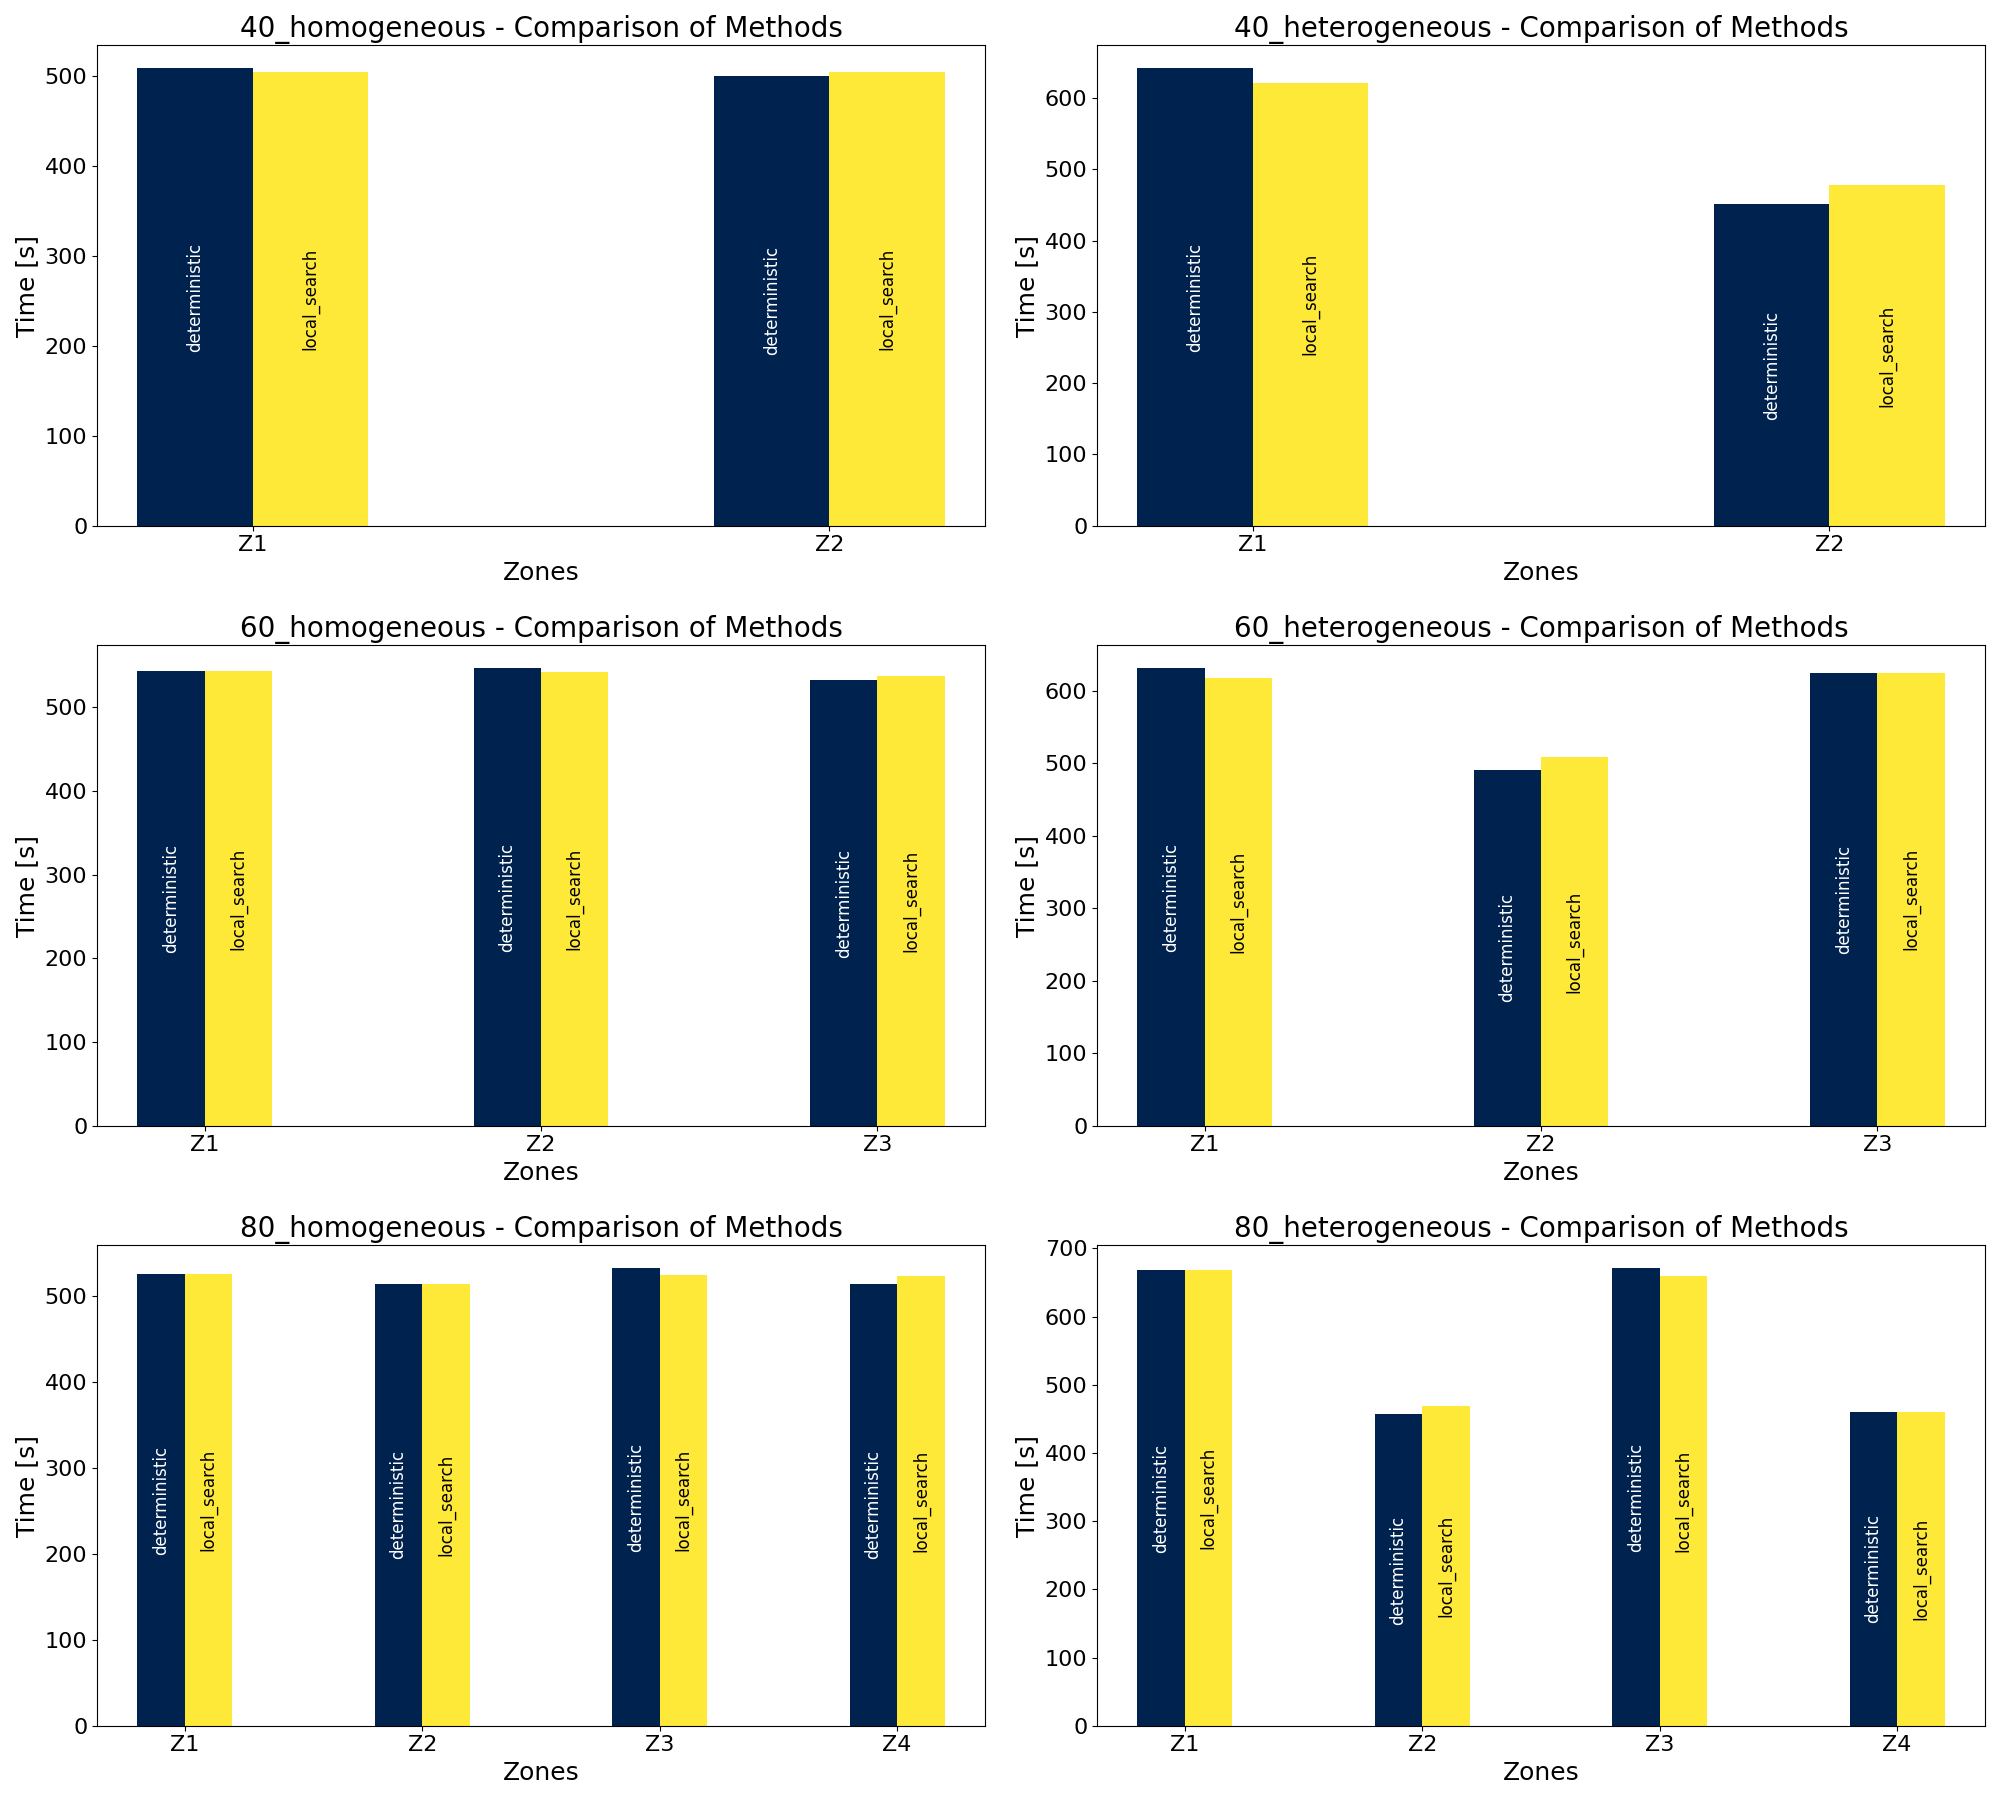 40_homogeneous - Comparison of Methods
Time [s]
500
400
300
200
100
0
deterministic
local_search
deterministic
local_search
Z1
Z2
Zones
40_heterogeneous - Comparison of Methods
Time [s]
600
500
400
300
200
100
0
deterministic
local_search
deterministic
local_search
Z1
Z2
Zones
60_homogeneous - Comparison of Methods
Time [s]
500
400
300
200
100
0
deterministic
local_search
deterministic
local_search
deterministic
local_search
Z1
Z2
Z3
Zones
60_heterogeneous - Comparison of Methods
Time [s]
600
500
400
300
200
100
0
deterministic
local_search
deterministic
local_search
deterministic
local_search
Z1
Z2
Z3
Zones
80_homogeneous - Comparison of Methods
Time [s]
500
400
300
200
100
0
deterministic
local_search
deterministic
local_search
deterministic
local_search
deterministic
local_search
Z1
Z2
Z3
Z4
Zones
80_heterogeneous - Comparison of Methods
Time [s]
700
600
500
400
300
200
100
0
deterministic
local_search
deterministic
local_search
deterministic
local_search
deterministic
local_search
Z1
Z2
Z3
Z4
Zones